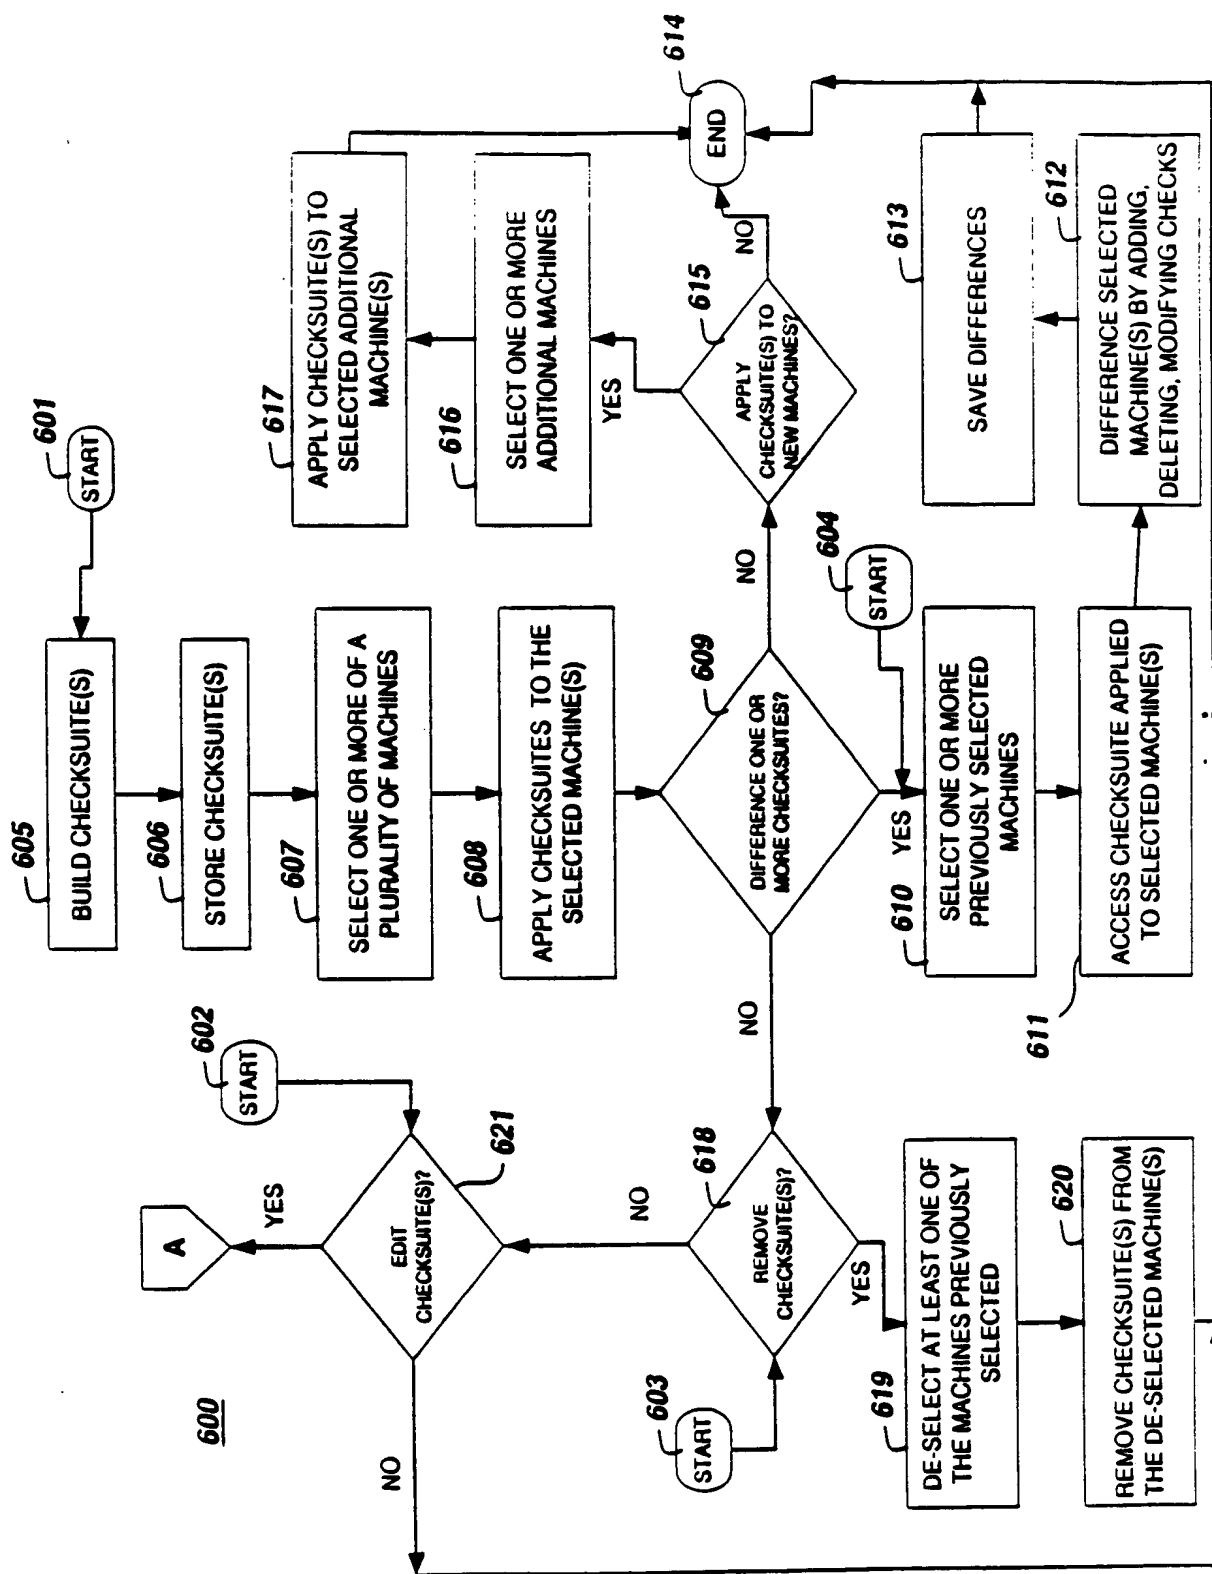 600
601
START
605
BUILD CHECKSUITE(S)
606
STORE CHECKSUITE(S)
607
SELECT ONE OR MORE OF A
PLURALITY OF MACHINES
608
APPLY CHECKSUITES TO THE
SELECTED MACHINE(S)
609
DIFFERENCE ONE OR
MORE CHECKSUITES?
NO
NO
YES
602
START
621
EDIT
CHECKSUITE(S)?
YES
A
NO
NO
618
REMOVE
CHECKSUITE(S)?
603
START
YES
619
DE-SELECT AT LEAST ONE OF
THE MACHINES PREVIOUSLY
SELECTED
620
REMOVE CHECKSUITE(S) FROM
THE DE-SELECTED MACHINE(S)
604
START
610
SELECT ONE OR MORE
PREVIOUSLY SELECTED
MACHINES
611
ACCESS CHECKSUITE APPLIED
TO SELECTED MACHINE(S)
612
DIFFERENCE SELECTED
MACHINE(S) BY ADDING,
DELETING, MODIFYING CHECKS
613
SAVE DIFFERENCES
615
APPLY
CHECKSUITE(S) TO
NEW MACHINES?
NO
YES
616
SELECT ONE OR MORE
ADDITIONAL MACHINES
617
APPLY CHECKSUITE(S) TO
SELECTED ADDITIONAL
MACHINE(S)
614
END